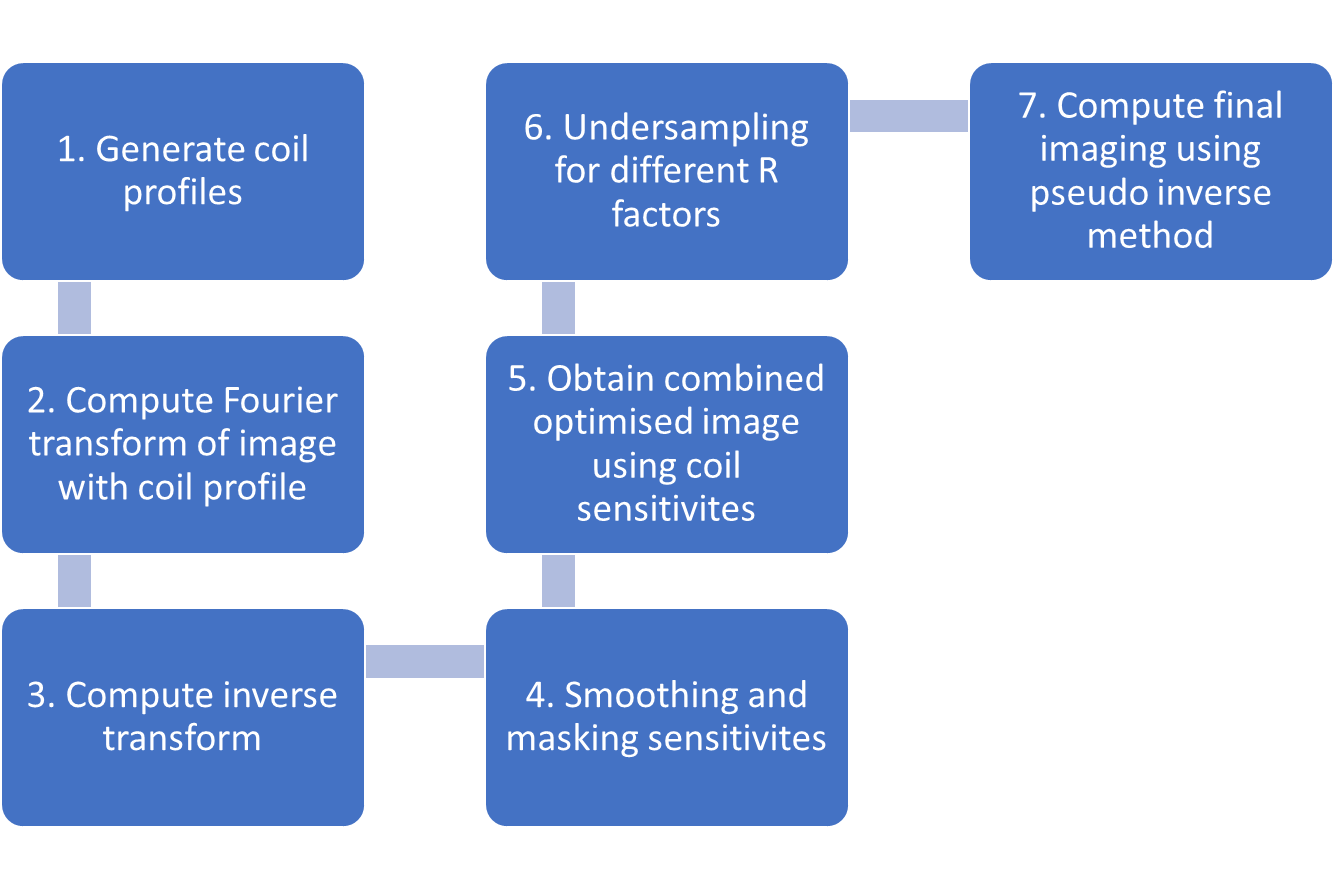 1. Generate coil
profiles
2. Compute Fourier
transform of image
with coil profile
3. Compute inverse
transform
4. Smoothing and
masking sensitivites
5. Obtain combined
optimised image
using coil
sensitivites
6. Undersampling
for different R
factors
7. Compute final
imaging using
pseudo inverse
method